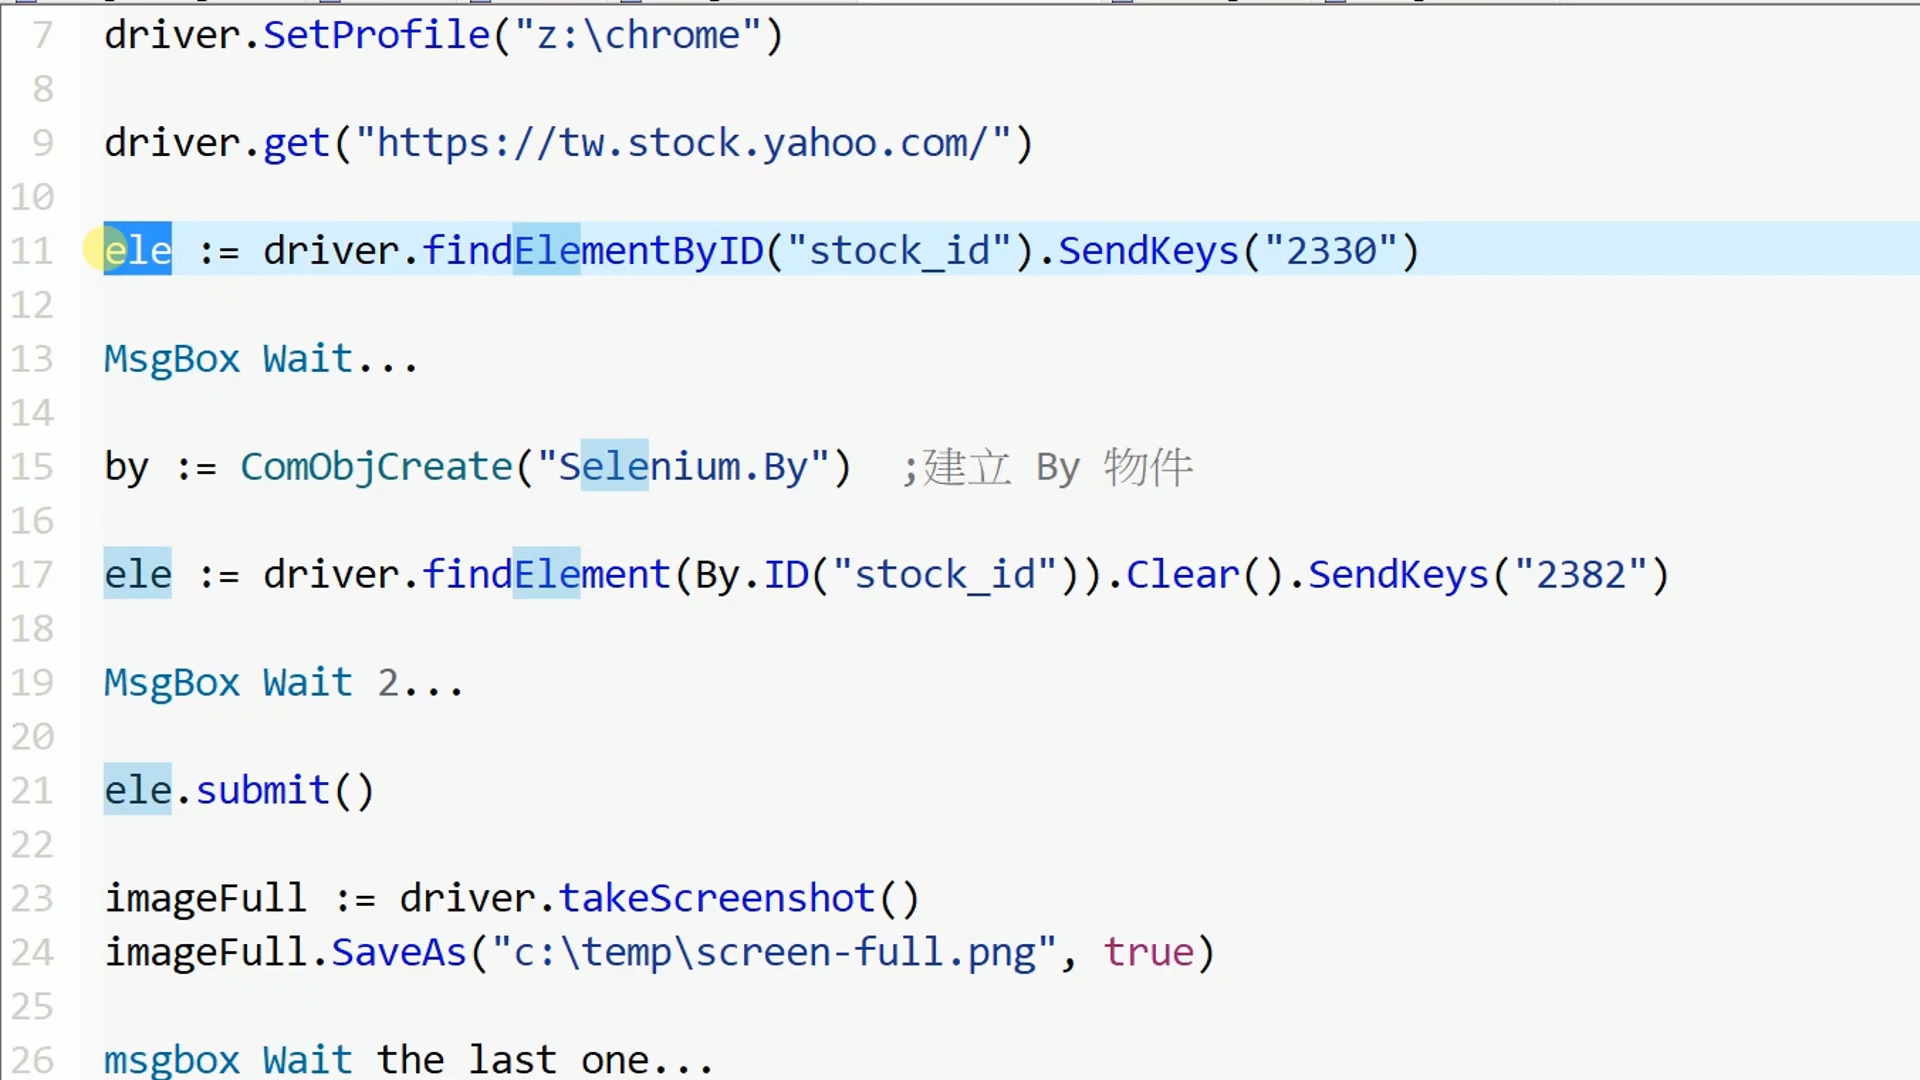 7 driver.SetProfile("z:\chrome")
8
9 driver.get("https://tw.stock.yahoo.com/")
10
11 ele := driver.findElementByID("stock_id").SendKeys("2330")
12
13 MsgBox Wait...
14
15 by := ComObjCreate("Selenium.By")  ;建立 By 物件
16
17 ele := driver.findElement(By.ID("stock_id")).Clear().SendKeys("2382")
18
19 MsgBox Wait 2...
20
21 ele.submit()
22
23 imageFull := driver.takeScreenshot()
24 imageFull.SaveAs("c:\temp\screen-full.png", true)
25
26 msgbox Wait the last one...